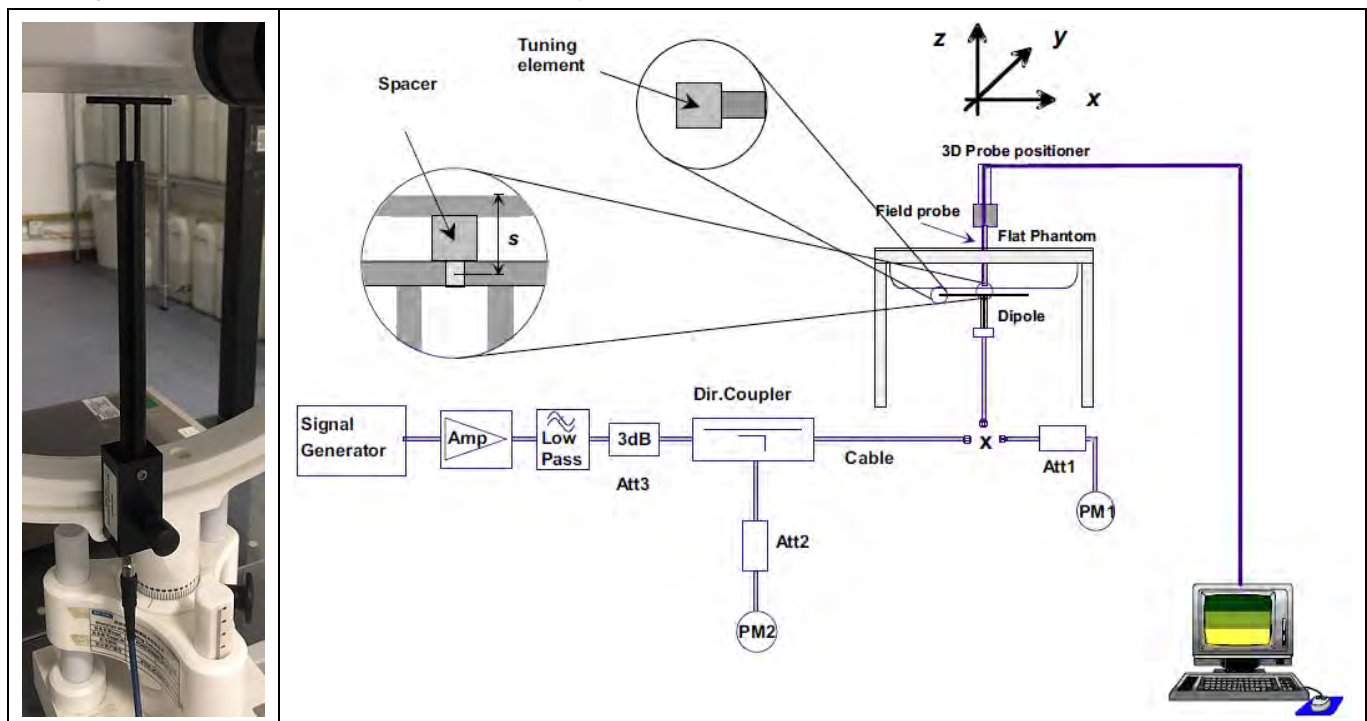 Tuning
element
Spacer
s
z
y
x
3D Probe positioner
Field probe
Flat Phantom
Dipole
Dir.Coupler
Signal
Generator
Amp
Low
Pass
3dB
Att3
Cable
x
Att1
PM1
Att2
PM2